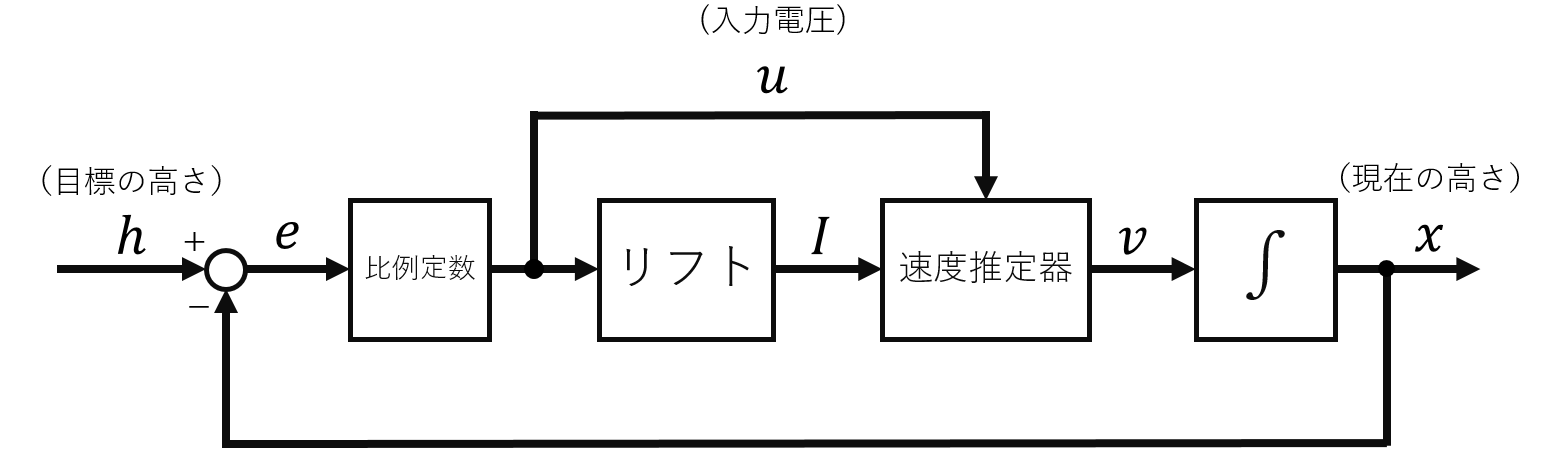 （入力電圧）
u
（目標の高さ）
h
+
−
e
比例定数
リフト
I
速度推定器
v
∫
（現在の高さ）
x